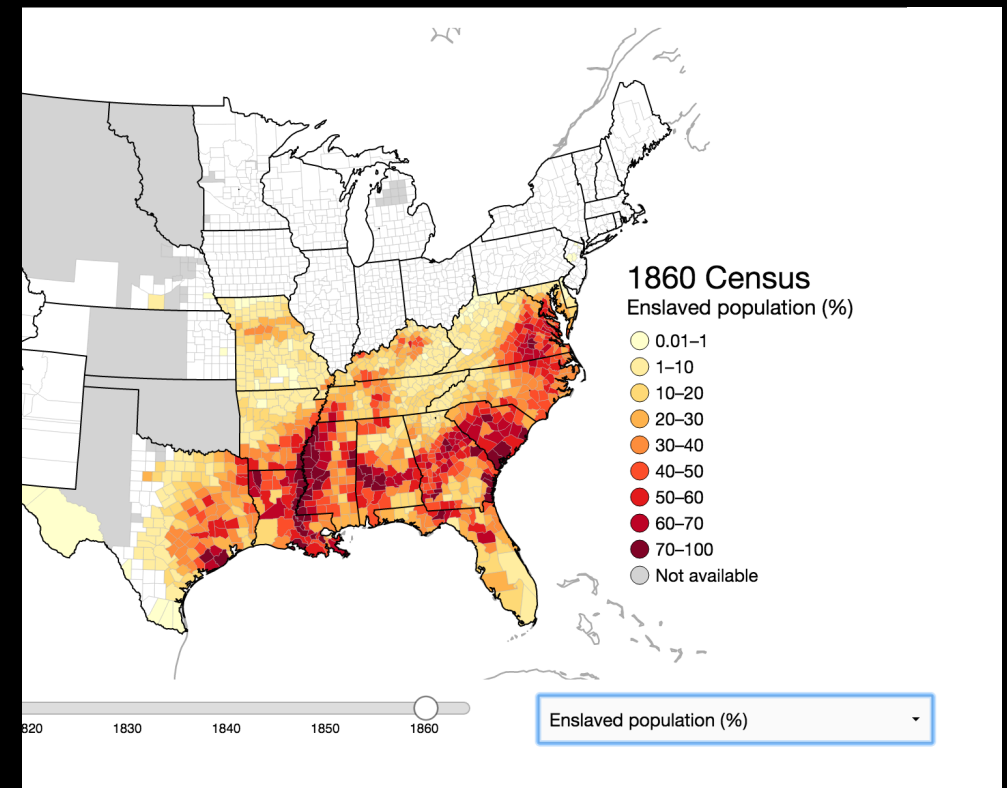 1860 Census
Enslaved population (%)
0.01–1
1–10
10–20
20–30
30–40
40–50
50–60
60–70
70–100
Not available
820 1830 1840 1850 1860
Enslaved population (%)